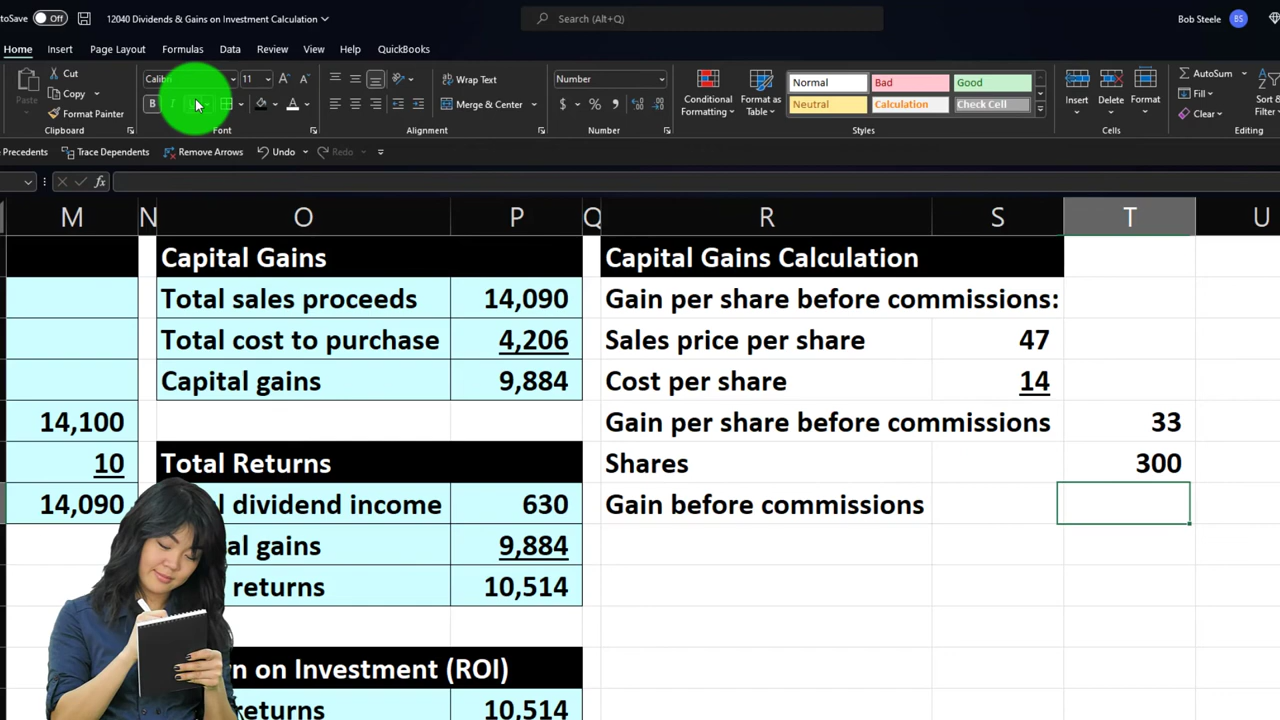 toSave Off 12040 Dividends & Gains on Investment Calculation Search (Alt+Q) Bob Steele BS
Home Insert Page Layout Formulas Data Review View Help QuickBooks
Paste Cut Copy Format Painter Clipboard
Calibri 11 B Font
Wrap Text Merge & Center Alignment
Number $ % Number
Conditional Formatting Format as Table
Normal Bad Good
Neutral Calculation Check Cell
Styles
Insert Delete Format Cells
AutoSum Fill Clear Sort Filte Editing
Precedents Trace Dependents Remove Arrows Undo Redo
fx
M N O P Q R S T U
Capital Gains Capital Gains Calculation
Total sales proceeds 14,090 Gain per share before commissions:
Total cost to purchase 4,206 Sales price per share 47
Capital gains 9,884 Cost per share 14
14,100 Gain per share before commissions 33
10 Total Returns Shares 300
14,090 l dividend income 630 Gain before commissions
al gains 9,884
returns 10,514
n on Investment (ROI)
returns 10,514